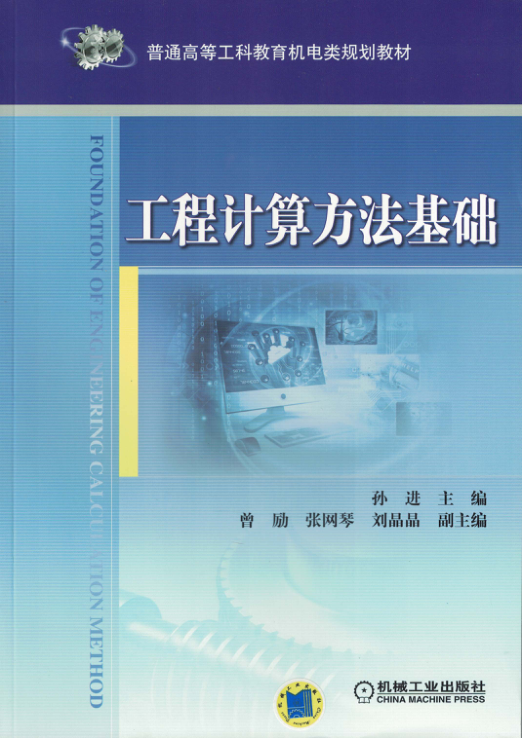 普通高等工科教育机电类规划教材
工程计算方法基础
FOUNDATION OF ENGINEERING CALCULATION METHOD
孙 进 主 编
曾 励 张网琴 刘晶晶 副主编
机械工业出版社
CHINA MACHINE PRESS